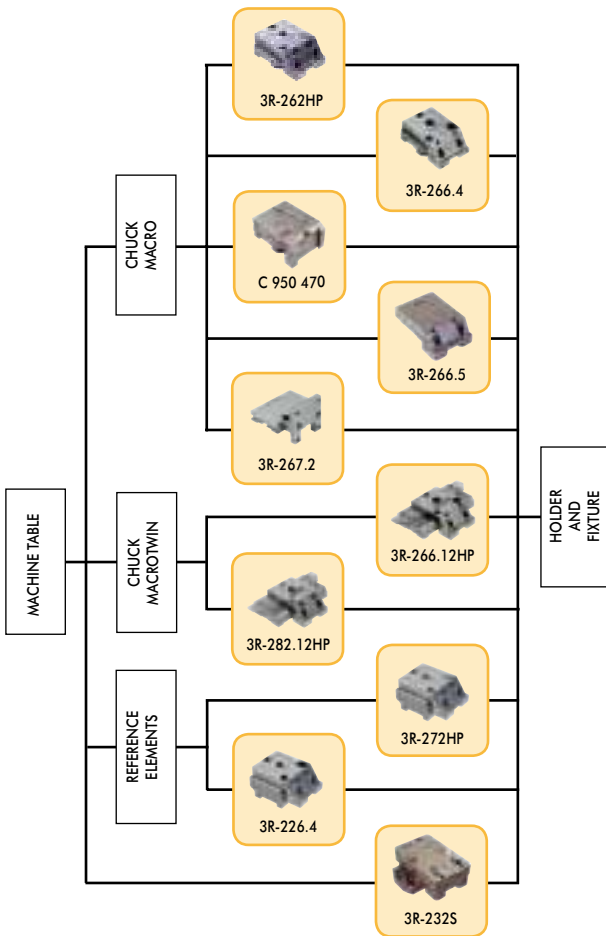 3R-262HP
3R-266.4
CHUCK
MACRO
C 950 470
3R-266.5
3R-267.2
MACHINE TABLE
CHUCK
MACROTWIN
3R-266.12HP
HOLDER
AND
FIXTURE
3R-282.12HP
REFERENCE
ELEMENTS
3R-272HP
3R-226.4
3R-232S